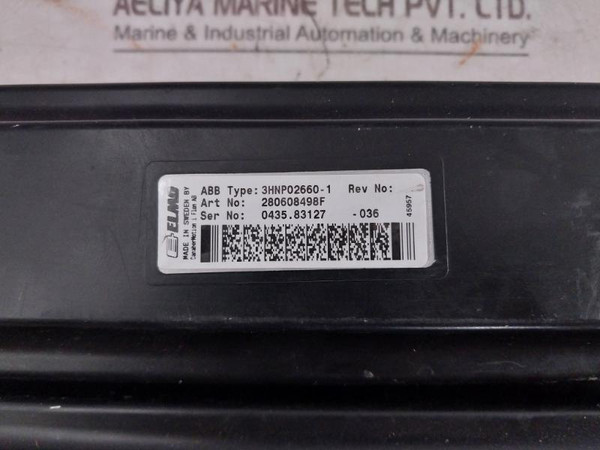 AELIYA MARINE TECH PVT. LTD.
Marine & Industrial Automation & Machinery
ELMO
MADE IN SWEDEN BY
ABB Type: 3HNP02660-1 Rev No:
Art No: 280608498F
Ser No: 0435.83127 -036
45957